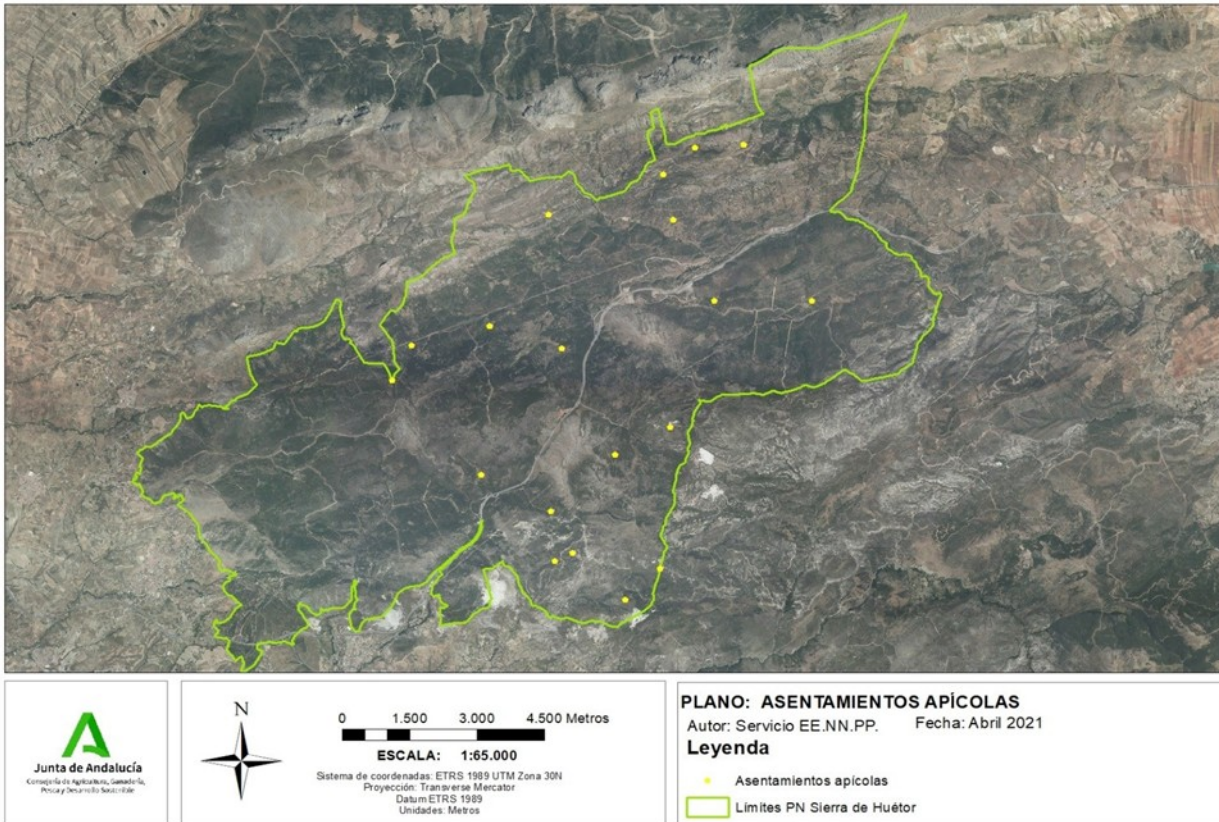 Junta de Andalucía
Consejería de Agricultura, Ganadería,
Pesca y Desarrollo Sostenible
N
0 1.500 3.000 4.500 Metros
ESCALA: 1:65.000
Sistema de coordenadas: ETRS 1989 UTM Zona 30N
Proyección: Transverse Mercator
Datum ETRS 1989
Unidades: Metros
PLANO: ASENTAMIENTOS APÍCOLAS
Autor: Servicio EE.NN.PP. Fecha: Abril 2021
Leyenda
Asentamientos apícolas
Límites PN Sierra de Huétor